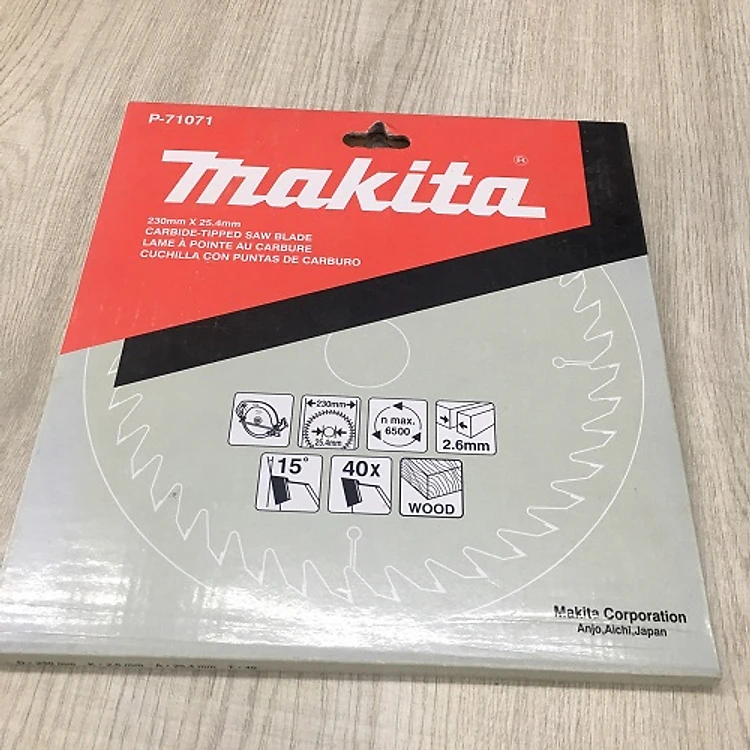 P-71071
makita®
230mm X 25.4mm
CARBIDE-TIPPED SAW BLADE
LAME À POINTE AU CARBURE
CUCHILLA CON PUNTAS DE CARBURO
230mm
25.4mm
n max.
6500
2.6mm
15°
40x
WOOD
Makita Corporation
Anjo,Aichi,Japan